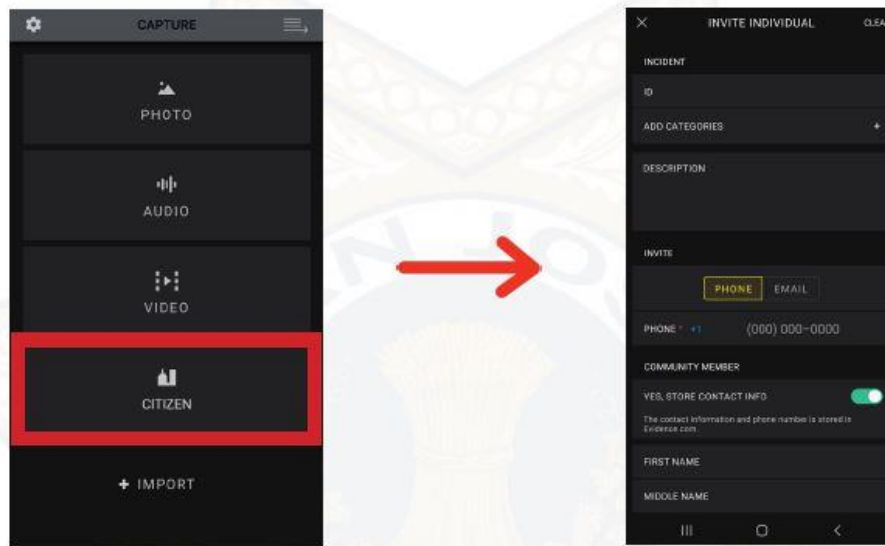 CAPTURE
PHOTO
AUDIO
VIDEO
CITIZEN
+ IMPORT
INVITE INDIVIDUAL
CLEA
INCIDENT
ID
ADD CATEGORIES +
DESCRIPTION
INVITE
PHONE EMAIL
PHONE * +1 (000) 000-0000
COMMUNITY MEMBER
YES, STORE CONTACT INFO
The contact information and phone number is stored in
Evidence.com.
FIRST NAME
MIDDLE NAME
AN JO